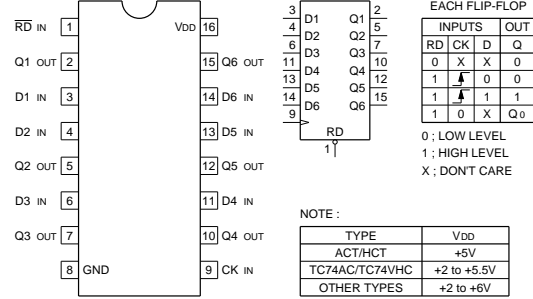 RD IN 1
Q1 OUT 2
D1 IN 3
D2 IN 4
Q2 OUT 5
D3 IN 6
Q3 OUT 7
8 GND
VDD 16
15 Q6 OUT
14 D6 IN
13 D5 IN
12 Q5 OUT
11 D4 IN
10 Q4 OUT
9 CK IN
3 D1 Q1 2
4 D2 Q2 5
6 D3 Q3 7
11 D4 Q4 10
13 D5 Q5 12
14 D6 Q6 15
9
RD
1
EACH FLIP-FLOP
INPUTS OUT
RD CK D Q
0 X X 0
1 0 0
1 1 1
1 0 X Q0
0 ; LOW LEVEL
1 ; HIGH LEVEL
X ; DON'T CARE
NOTE :
TYPE VDD
ACT/HCT +5V
TC74AC/TC74VHC +2 to +5.5V
OTHER TYPES +2 to +6V